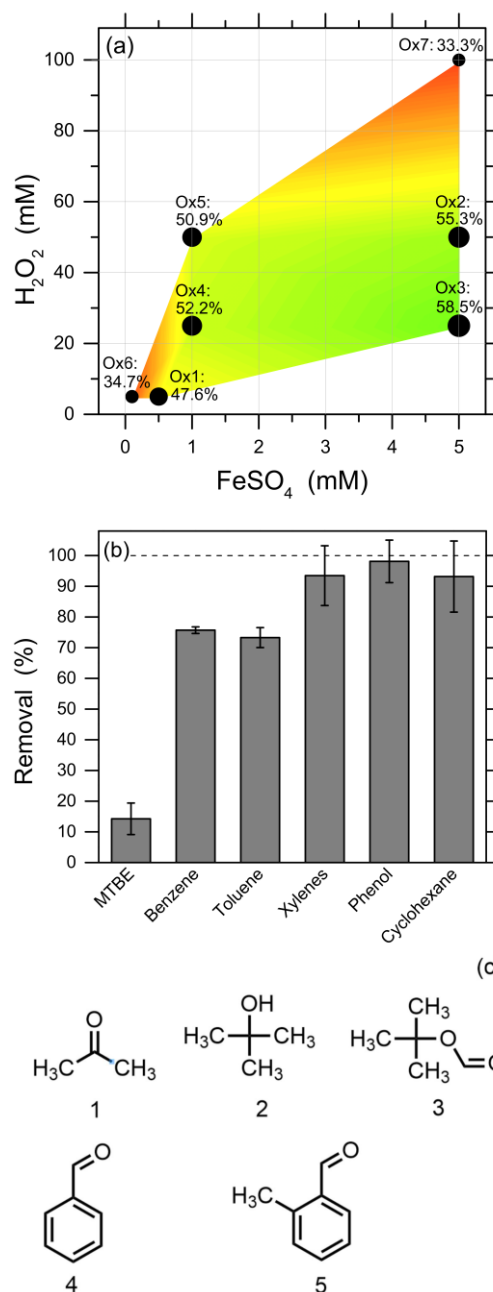 (a)
Ox7: 33.3%
100
80
60
40
20
0
H₂O₂ (mM)
Ox5:
50.9%
Ox2:
55.3%
Ox4:
52.2%
Ox3:
58.5%
Ox6:
34.7%
Ox1:
47.6%
0 1 2 3 4 5
FeSO₄ (mM)
(b)
100
90
80
70
60
50
40
30
20
10
0
Removal (%)
MTBE
Benzene
Toluene
Xylenes
Phenol
Cyclohexane
(c
O
H₃C CH₃
1
OH
H₃C CH₃
CH₃
2
CH₃
H₃C O
CH₃ O
3
O
4
O
H₃C
5